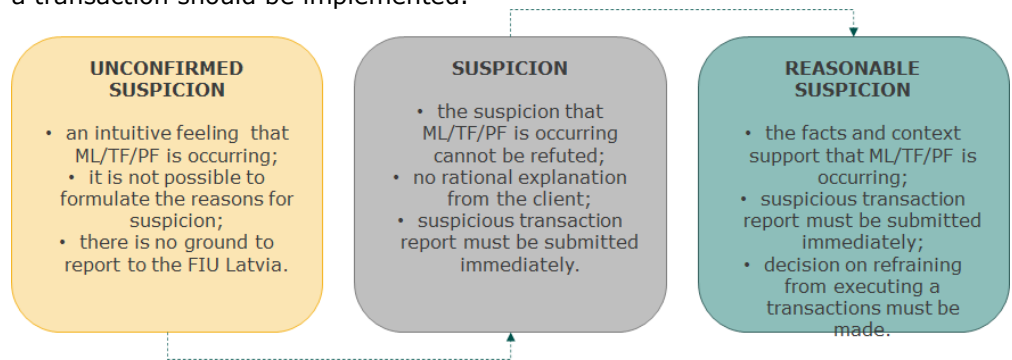 a transaction should be implemented.
UNCONFIRMED
SUSPICION
• an intuitive feeling that
ML/TF/PF is occurring;
• it is not possible to
formulate the reasons for
suspicion;
• there is no ground to
report to the FIU Latvia.
SUSPICION
• the suspicion that
ML/TF/PF is occurring
cannot be refuted;
• no rational explanation
from the client;
• suspicious transaction
report must be submitted
immediately.
REASONABLE
SUSPICION
• the facts and context
support that ML/TF/PF is
occurring;
• suspicious transaction
report must be submitted
immediately;
• decision on refraining
from executing a
transactions must be
made.